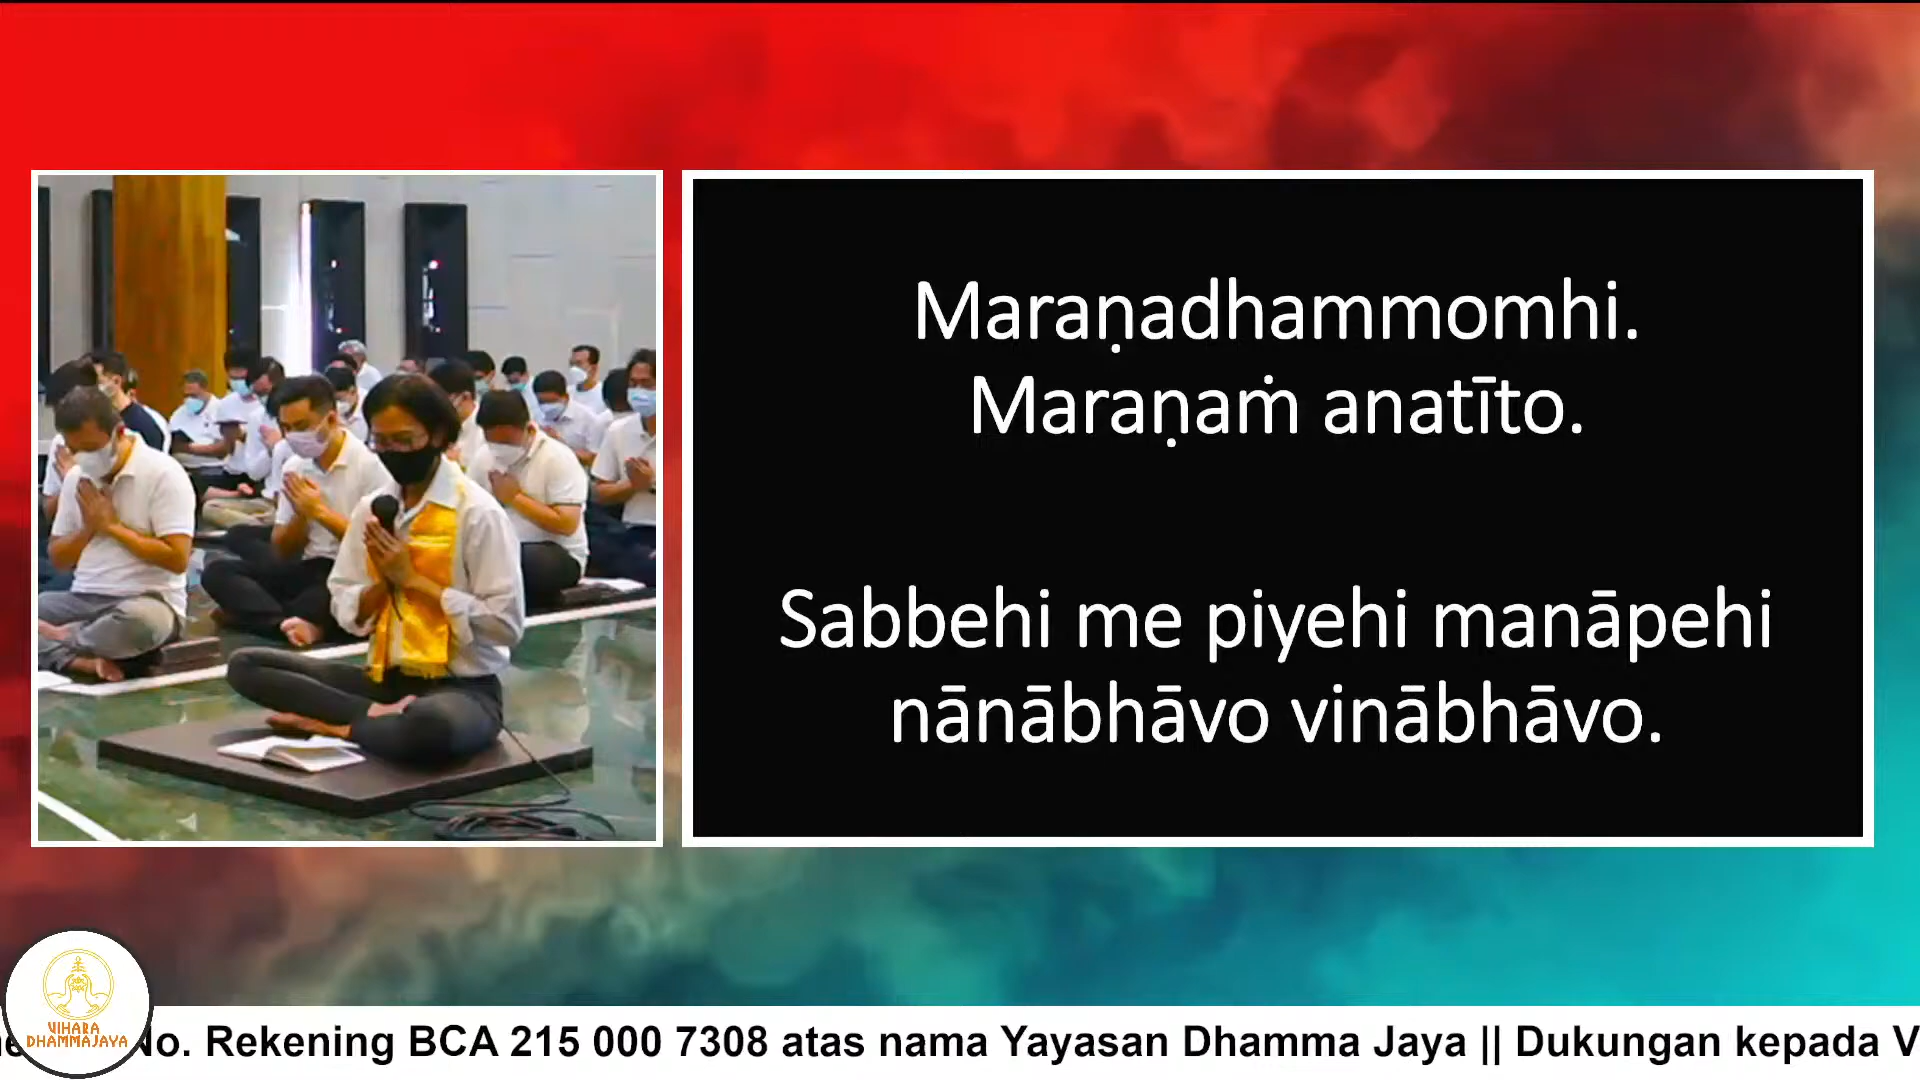 Maraṇadhammomhi.
Maraṇaṁ anatīto.
Sabbehi me piyehi manāpehi
nānābhāvo vinābhāvo.
VIHARA
DHAMMAJAYA
No. Rekening BCA 215 000 7308 atas nama Yayasan Dhamma Jaya || Dukungan kepada V